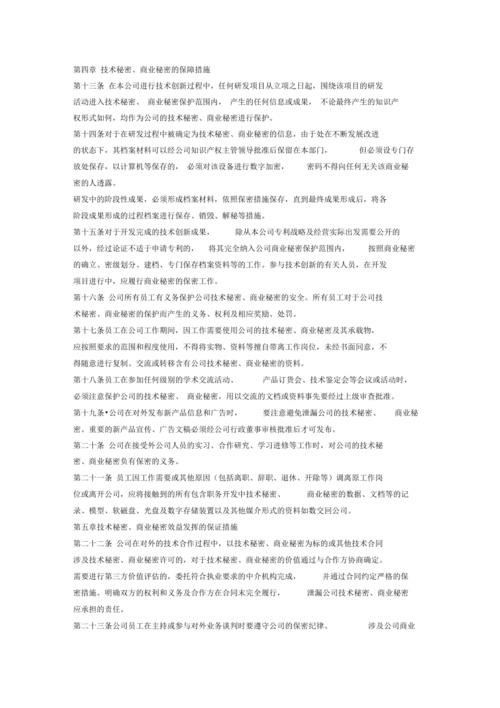 第四章 技术秘密、商业秘密的保障措施
第十三条 在本公司进行技术创新过程中，任何研发项目从立项之日起，围绕该项目的研发
活动进入技术秘密、 商业秘密保护范围内， 产生的任何信息或成果， 不论最终产生的知识产
权形式如何，均作为公司的技术秘密、商业秘密进行保护。
第十四条对于在研发过程中被确定为技术秘密、商业秘密的信息，由于处在不断发展改进
的状态下，其档案材料可以经公司知识产权主管领导批准后保留在本部门， 但必须设专门存
放处保存，以计算机等保存的， 必须对该设备进行数字加密， 密码不得向任何无关该商业秘
密的人透露。
研发中的阶段性成果，必须形成档案材料，依照保密措施保存，直到最终成果形成后，将各
阶段成果形成的过程档案进行保存、销毁、解秘等措施。
第十五条对于开发完成的技术创新成果， 除从本公司专利战略及经营实际出发需要公开的
以外，经过论证不适于申请专利的， 将其完全纳入公司商业秘密保护范围内， 按照商业秘密
的确立、密级划分、建档、专门保存档案资料等的工作。参与技术创新的有关人员，在开发
项目进行中，应履行商业秘密的保密工作。
第十六条 公司所有员工有义务保护公司技术秘密、商业秘密的安全。所有员工对于公司技
术秘密、商业秘密的保护而产生的义务、权利及相应奖励、处罚。
第十七条员工在公司工作期间，因工作需要使用公司的技术秘密、商业秘密及其承载物，
应按照要求的范围和程度使用，不得将实物、资料等擅自带离工作岗位，未经书面同意，不
得随意进行复制、交流或转移含有公司技术秘密、商业秘密的资料。
第十八条员工在参加任何级别的学术交流活动、 产品订货会、技术鉴定会等会议或活动时，
必须注意保护公司的技术秘密、 商业秘密，用以交流的文档或资料事先要经过上级审查批准。
第十九条•公司在对外发布新产品信息和广告时， 要注意避免泄漏公司的技术秘密、 商业秘
密。重要的新产品宣传、广告文稿必须经公司行政董事审核批准后才可发布。
第二十条 公司在接受外公司人员的实习、合作研究、学习进修等工作时，对公司的技术秘
密、商业秘密负有保密的义务。
第二十一条 员工因工作需要或其他原因（包括离职、辞职、退休、开除等）调离原工作岗
位或离开公司，应将接触到的所有包含职务开发中技术秘密、 商业秘密的数据、文档等的记
录、模型、软磁盘、光盘及数字存储装置以及其他媒介形式的资料如数交回公司。
第五章技术秘密、商业秘密效益发挥的保证措施
第二十二条 公司在对外的技术合作过程中，以技术秘密、商业秘密为标的或其他技术合同
涉及技术秘密、商业秘密许可的，对于技术秘密、商业秘密的价值通过与合作方协商确定。
需要进行第三方价值评估的，委托符合执业要求的中介机构完成， 并通过合同约定严格的保
密措施。明确双方的权利和义务及合作方在合同未完全履行， 泄漏公司技术秘密、商业秘密
应承担的责任。
第二十三条公司员工在主持或参与对外业务谈判时要遵守公司的保密纪律。 涉及公司商业